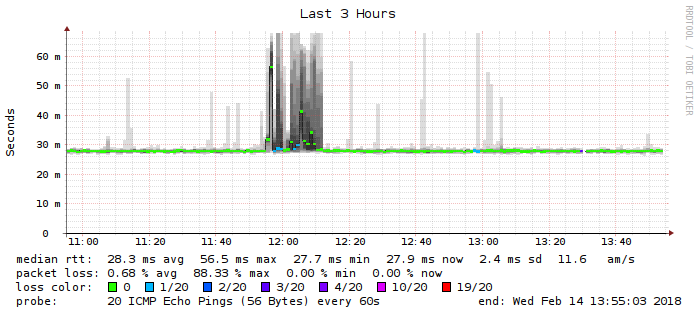 Last 3 Hours
RRDTOOL / TOBI OETIKER
Seconds
60 m
50 m
40 m
30 m
20 m
10 m
0
11:00 11:20 11:40 12:00 12:20 12:40 13:00 13:20 13:40
median rtt: 28.3 ms avg 56.5 ms max 27.7 ms min 27.9 ms now 2.4 ms sd 11.6 am/s
packet loss: 0.68 % avg 88.33 % max 0.00 % min 0.00 % now
loss color: 0 1/20 2/20 3/20 4/20 10/20 19/20
probe: 20 ICMP Echo Pings (56 Bytes) every 60s end: Wed Feb 14 13:55:03 2018